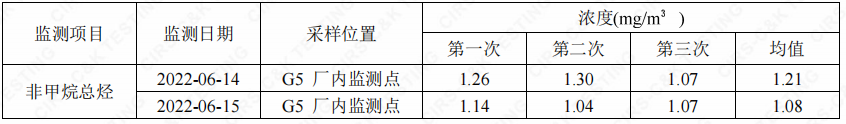 监测项目 监测日期 采样位置 浓度(mg/m³ )
第一次 第二次 第三次 均值
非甲烷总烃 2022-06-14 G5 厂内监测点 1.26 1.30 1.07 1.21
2022-06-15 G5 厂内监测点 1.14 1.04 1.07 1.08